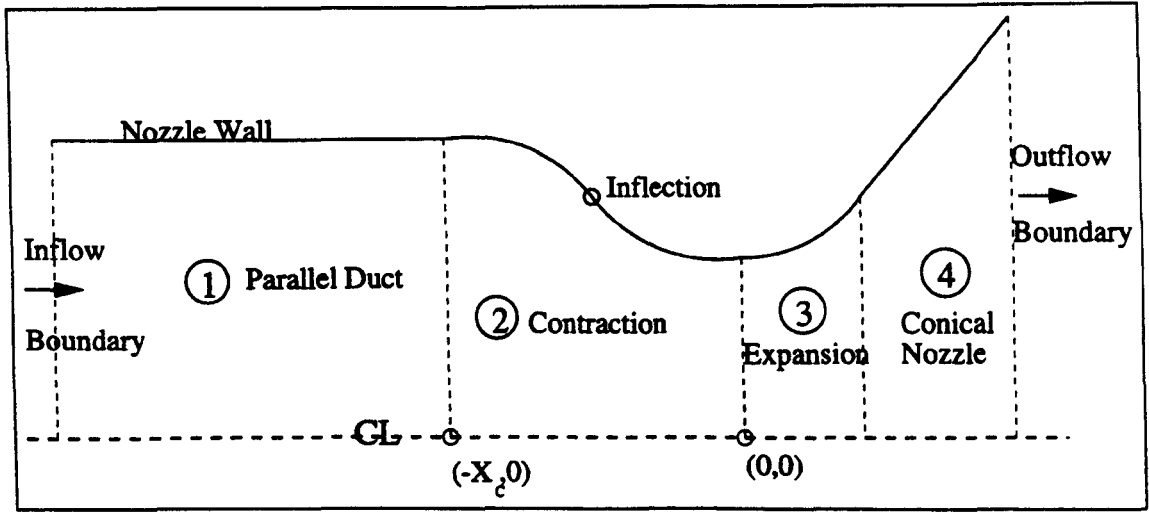 Nozzle Wall
Inflection
Outflow
Boundary
Inflow
Boundary
1 Parallel Duct
2 Contraction
3
Expansion
4
Conical
Nozzle
CL
(-Xc,0)
(0,0)